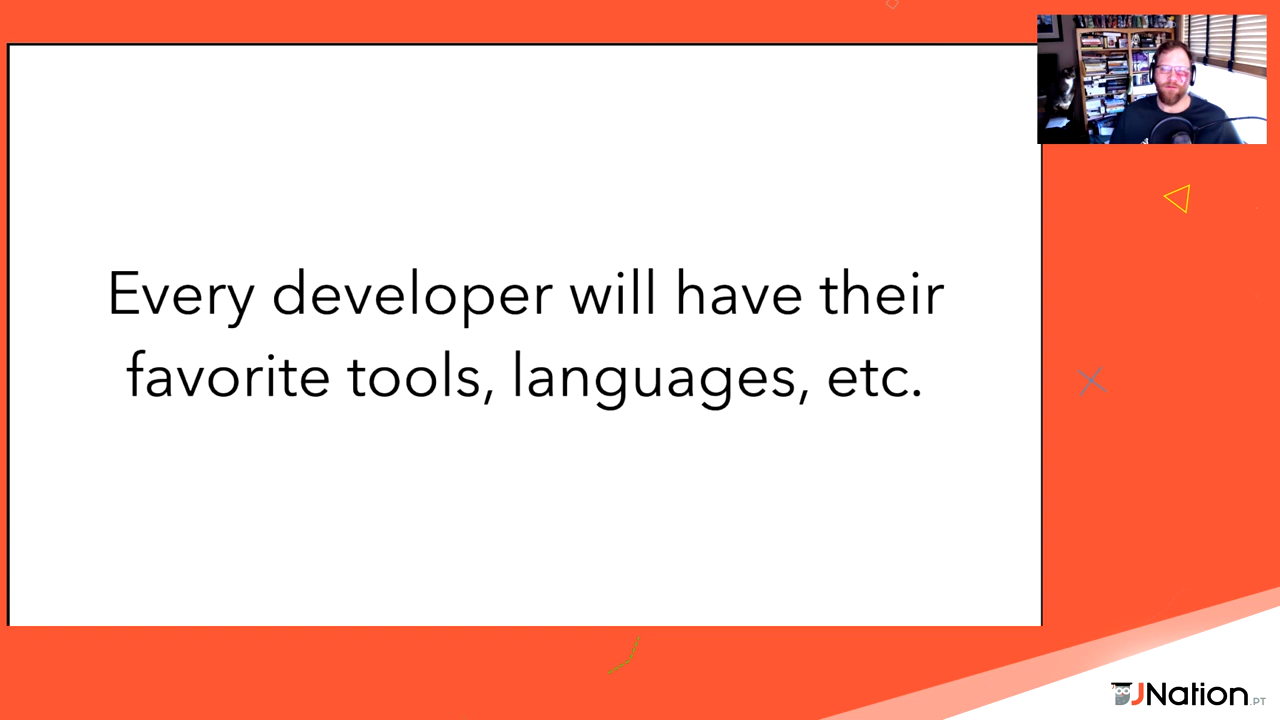 Every developer will have their
favorite tools, languages, etc.
JNation.PT